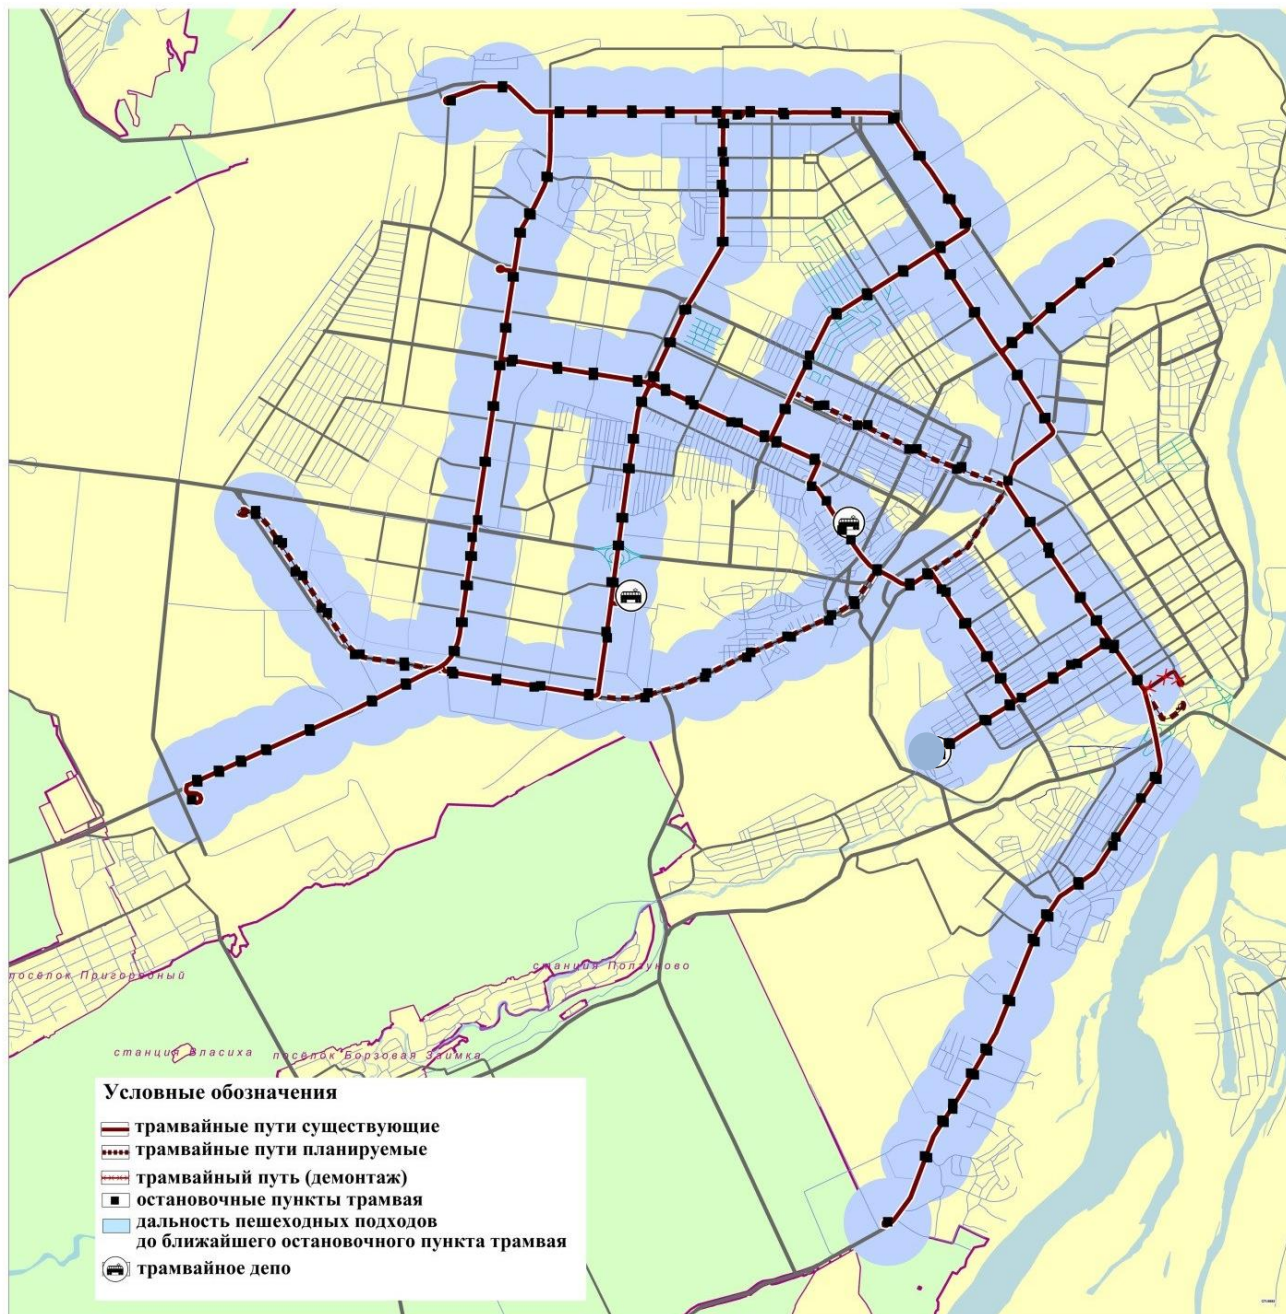 посёлок Пригородный
станция Ползуново
станция Власиха
посёлок Борзовая Заимка
Условные обозначения
трамвайные пути существующие
трамвайные пути планируемые
трамвайный путь (демонтаж)
остановочные пункты трамвая
дальность пешеходных подходов
до ближайшего остановочного пункта трамвая
трамвайное депо